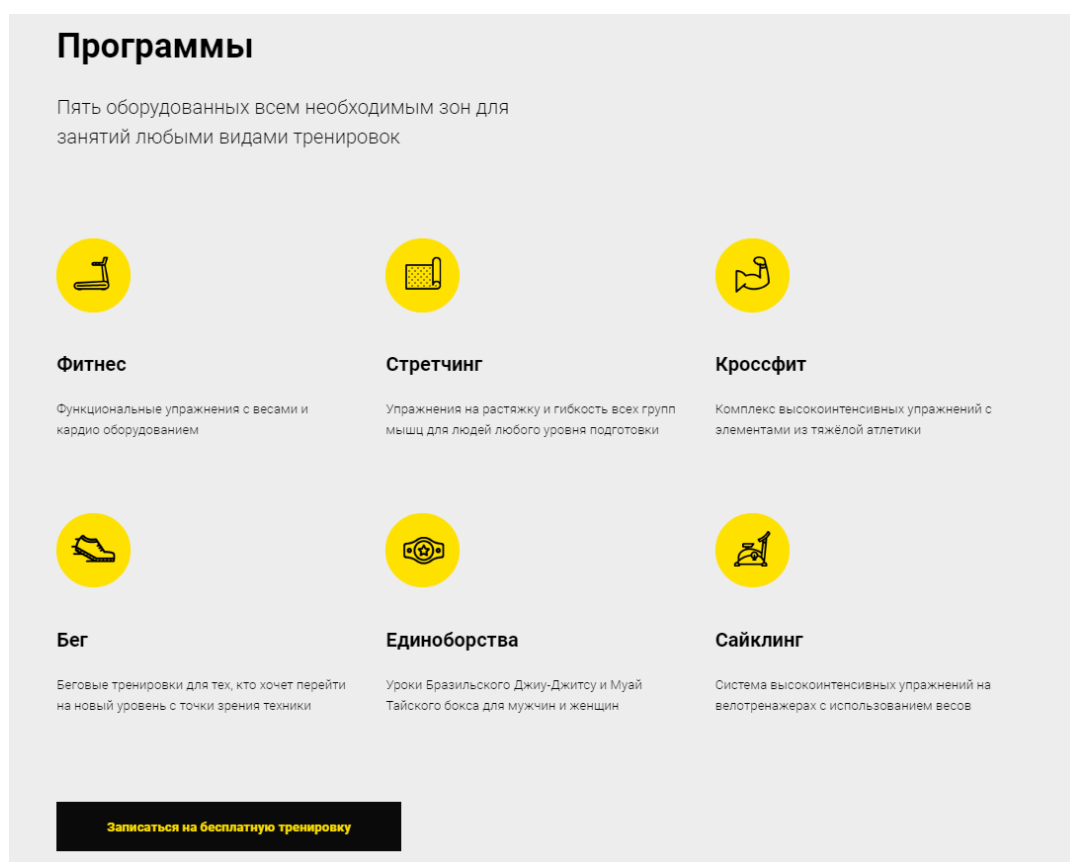 Программы
Пять оборудованных всем необходимым зон для
занятий любыми видами тренировок
Фитнес
Функциональные упражнения с весами и
кардио оборудованием
Стретчинг
Упражнения на растяжку и гибкость всех групп
мышц для людей любого уровня подготовки
Кроссфит
Комплекс высокоинтенсивных упражнений с
элементами из тяжёлой атлетики
Бег
Беговые тренировки для тех, кто хочет перейти
на новый уровень с точки зрения техники
Единоборства
Уроки Бразильского Джиу-Джитсу и Муай
Тайского бокса для мужчин и женщин
Сайклинг
Система высокоинтенсивных упражнений на
велотренажерах с использованием весов
Записаться на бесплатную тренировку